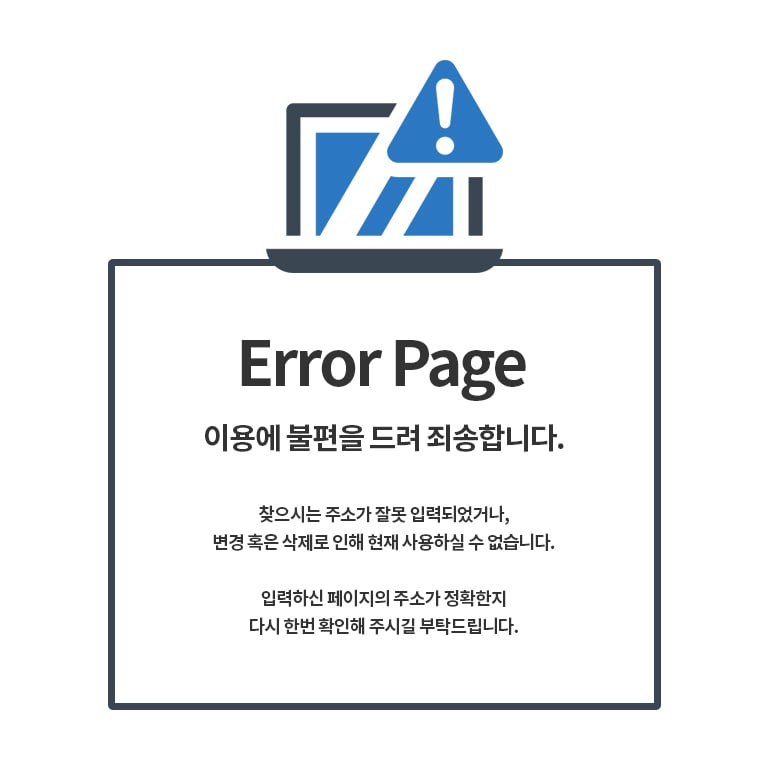 Error Page
이용에 불편을 드려 죄송합니다.
찾으시는 주소가 잘못 입력되었거나,
변경 혹은 삭제로 인해 현재 사용하실 수 없습니다.
입력하신 페이지의 주소가 정확한지
다시 한번 확인해 주시길 부탁드립니다.